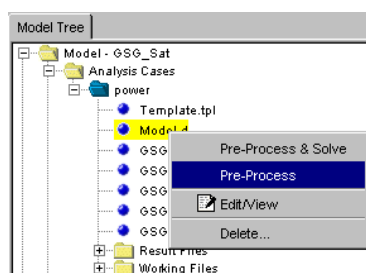 Model Tree
Model - GSG_Sat
Analysis Cases
power
Template.tpl
Model.d
GSG
Pre-Process & Solve
GSG
Pre-Process
GSG
Edit/View
GSG
GSG
Delete...
Result Files
Working Files